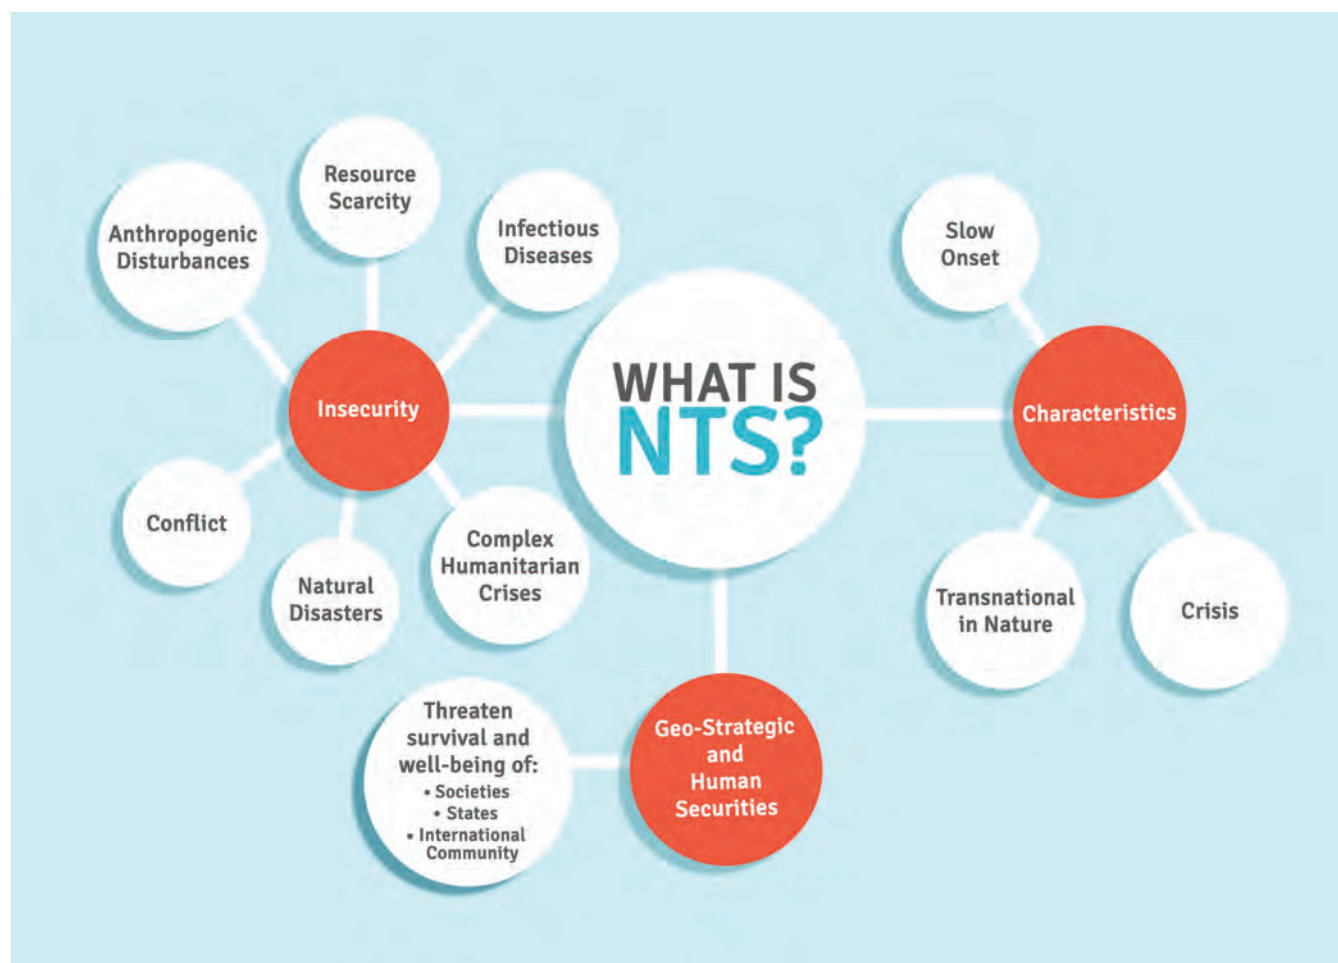 WHAT IS
NTS?
Insecurity
Anthropogenic
Disturbances
Resource
Scarcity
Infectious
Diseases
Conflict
Natural
Disasters
Complex
Humanitarian
Crises
Characteristics
Slow
Onset
Transnational
in Nature
Crisis
Geo-Strategic
and
Human
Securities
Threaten
survival and
well-being of:
• Societies
• States
• International
Community